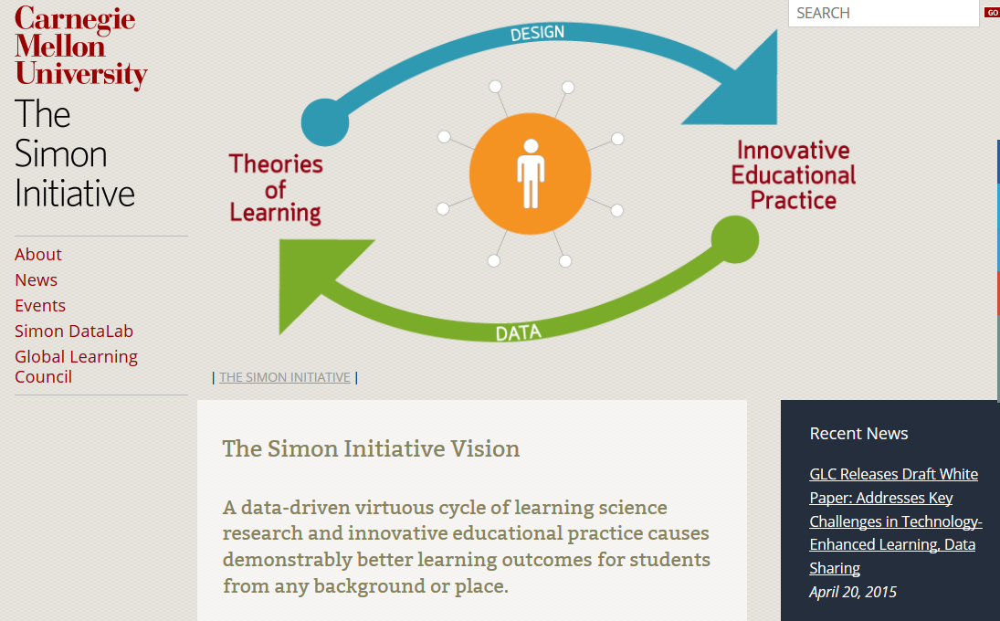 Carnegie
Mellon
University
The
Simon
Initiative
About
News
Events
Simon DataLab
Global Learning
Council
SEARCH
GO
DESIGN
Theories
of
Learning
Innovative
Educational
Practice
DATA
| THE SIMON INITIATIVE |
The Simon Initiative Vision
A data-driven virtuous cycle of learning science
research and innovative educational practice causes
demonstrably better learning outcomes for students
from any background or place.
Recent News
GLC Releases Draft White
Paper: Addresses Key
Challenges in Technology-
Enhanced Learning, Data
Sharing
April 20, 2015